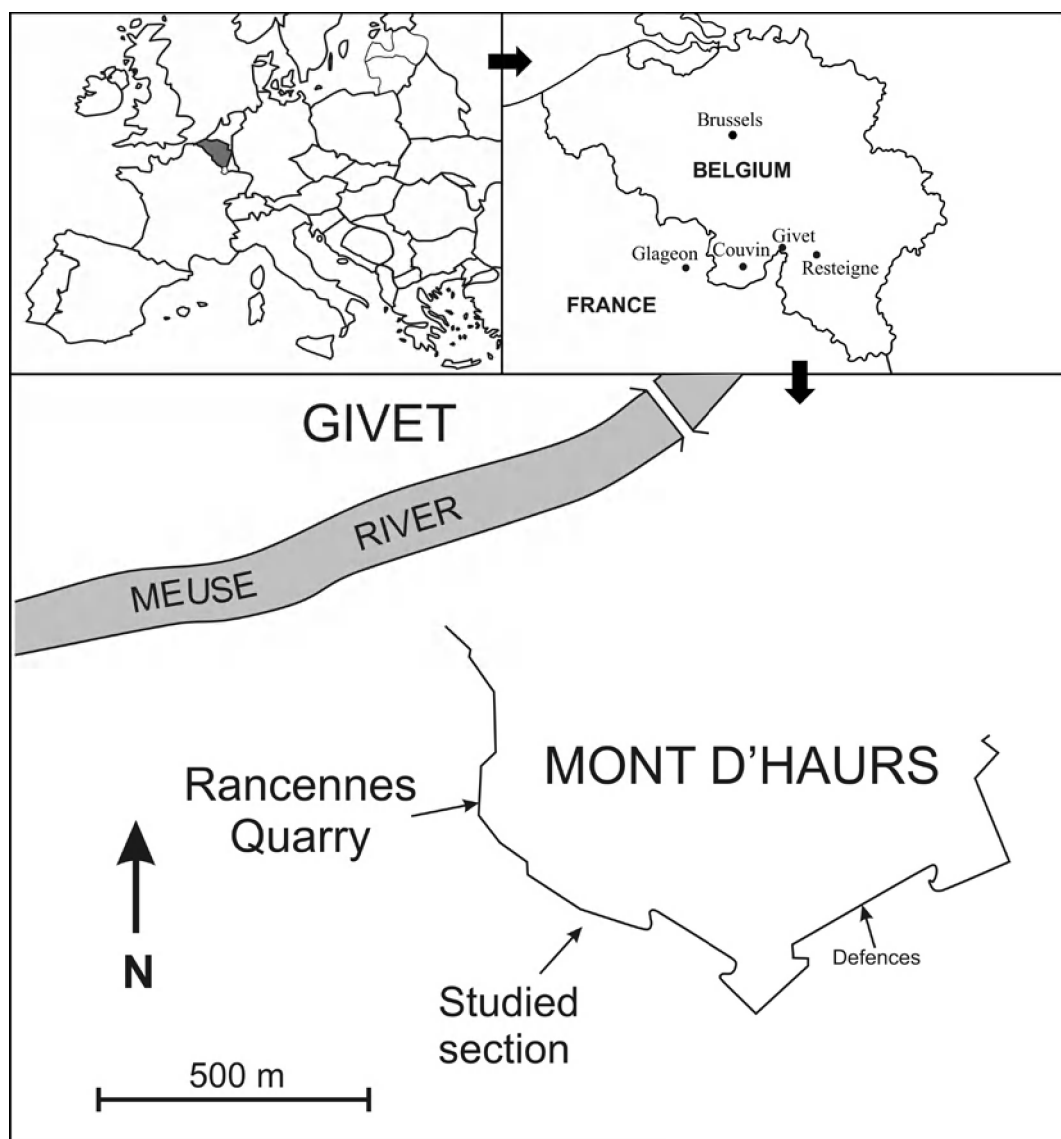 Brussels
BELGIUM
Givet
Glageon
Couvin
Resteigne
FRANCE
GIVET
RIVER
MEUSE
MONT D'HAURS
Rancennes
Quarry
N
Defences
Studied
section
500 m